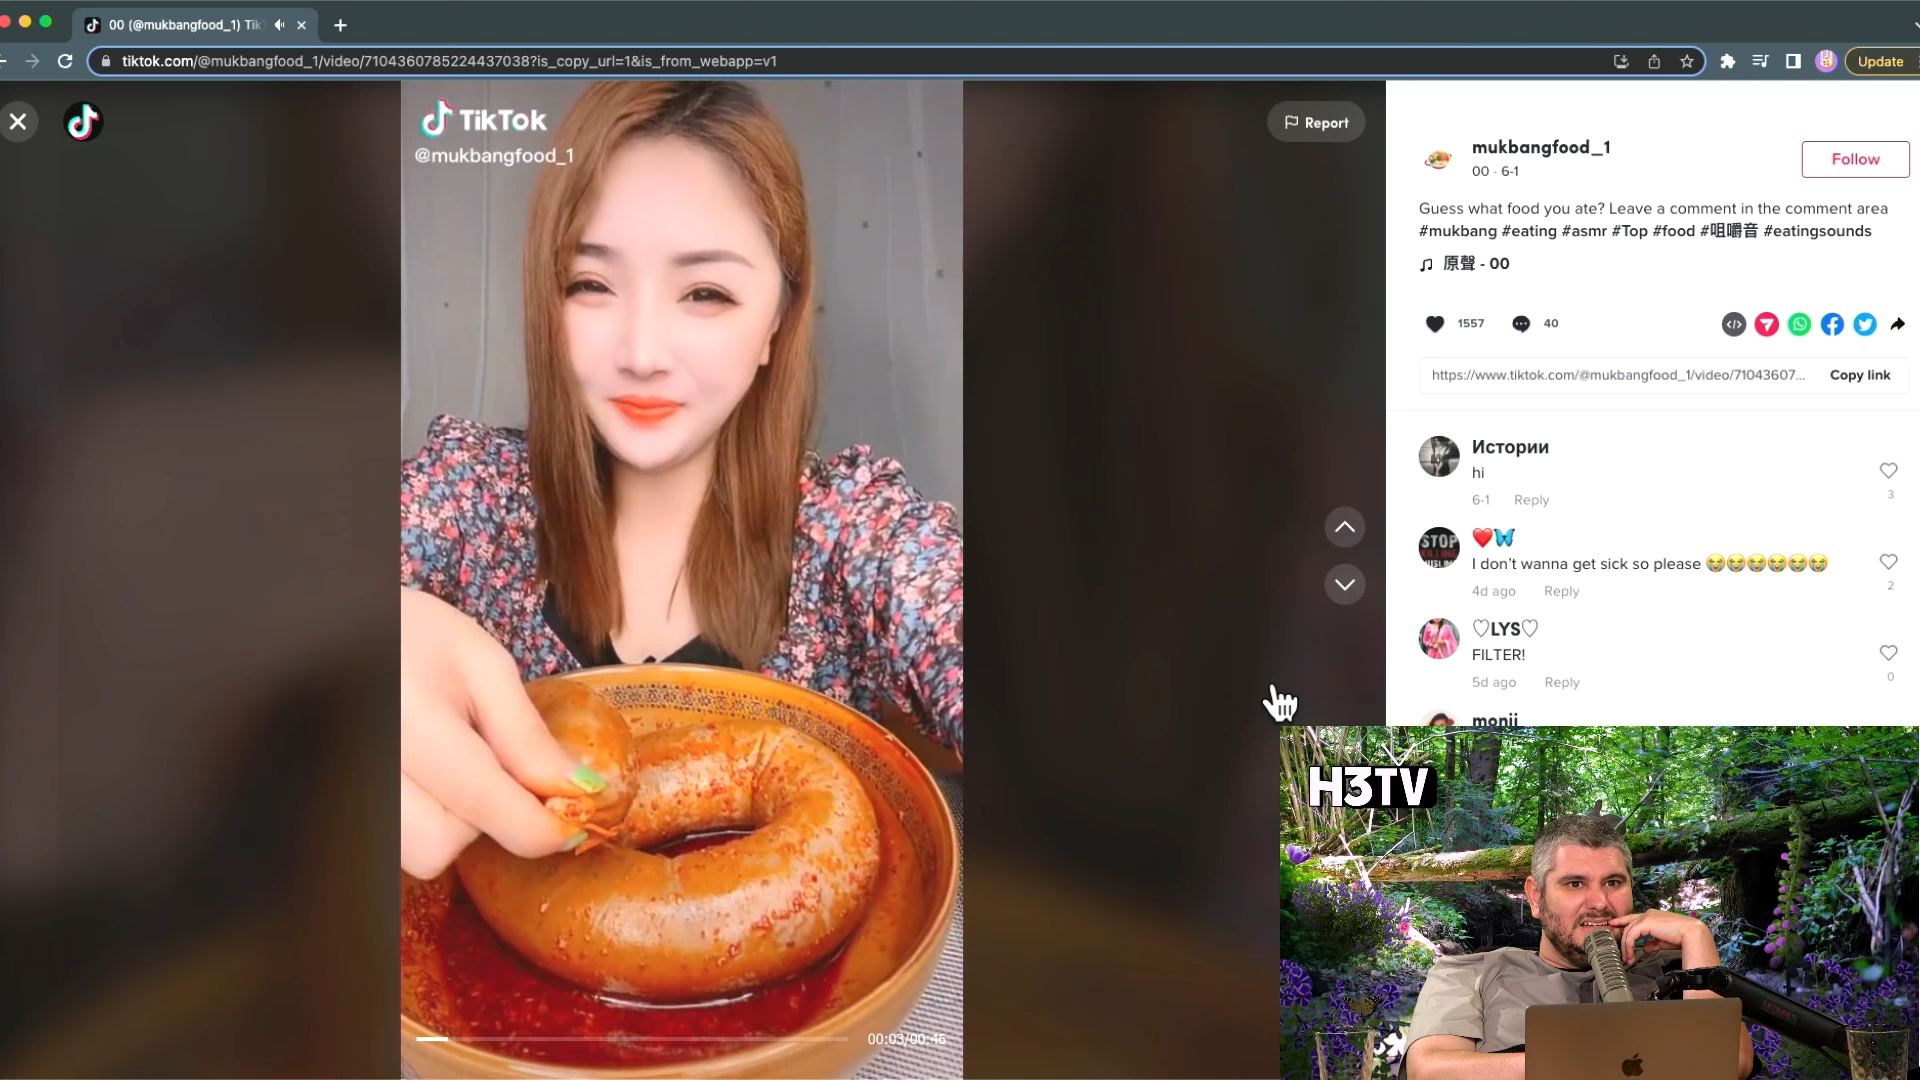 00 (@mukbangfood_1) Tik
tiktok.com/@mukbangfood_1/video/7104360785224437038?is_copy_url=1&is_from_webapp=v1
Update
TikTok
@mukbangfood_1
Report
mukbangfood_1
00 · 6-1
Follow
Guess what food you ate? Leave a comment in the comment area
#mukbang #eating #asmr #Top #food #咀嚼音 #eatingsounds
原聲 - 00
1557
40
https://www.tiktok.com/@mukbangfood_1/video/71043607...
Copy link
Истории
hi
3
6-1 Reply
STOP
KILLING
MUSLIM
❤️🦋
I don't wanna get sick so please 😭😭😭😭😭😭
2
4d ago Reply
♡LYS♡
FILTER!
5d ago Reply
0
monii
H3TV
00:03/00:46